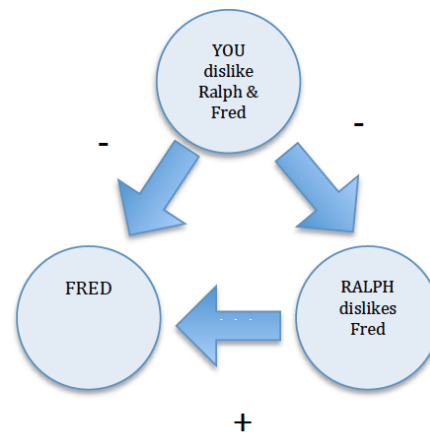 YOU
dislike
Ralph &
Fred
-
-
FRED
RALPH
dislikes
Fred
+